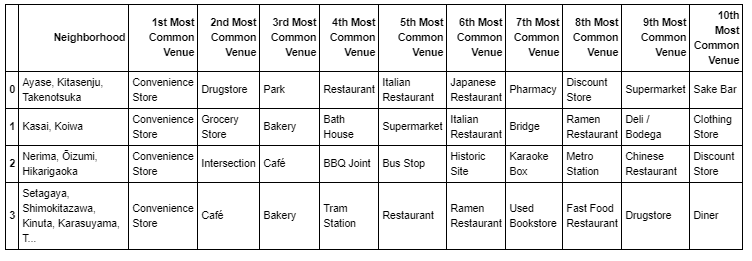 Neighborhood 1st Most Common Venue 2nd Most Common Venue 3rd Most Common Venue 4th Most Common Venue 5th Most Common Venue 6th Most Common Venue 7th Most Common Venue 8th Most Common Venue 9th Most Common Venue 10th Most Common Venue
0 Ayase, Kitasenju, Takenotsuka Convenience Store Drugstore Park Restaurant Italian Restaurant Japanese Restaurant Pharmacy Discount Store Supermarket Sake Bar
1 Kasai, Koiwa Convenience Store Grocery Store Bakery Bath House Supermarket Italian Restaurant Bridge Ramen Restaurant Deli / Bodega Clothing Store
2 Nerima, Ōizumi, Hikarigaoka Convenience Store Intersection Café BBQ Joint Bus Stop Historic Site Karaoke Box Metro Station Chinese Restaurant Discount Store
3 Setagaya, Shimokitazawa, Kinuta, Karasuyama, T... Convenience Store Café Bakery Tram Station Restaurant Ramen Restaurant Used Bookstore Fast Food Restaurant Drugstore Diner